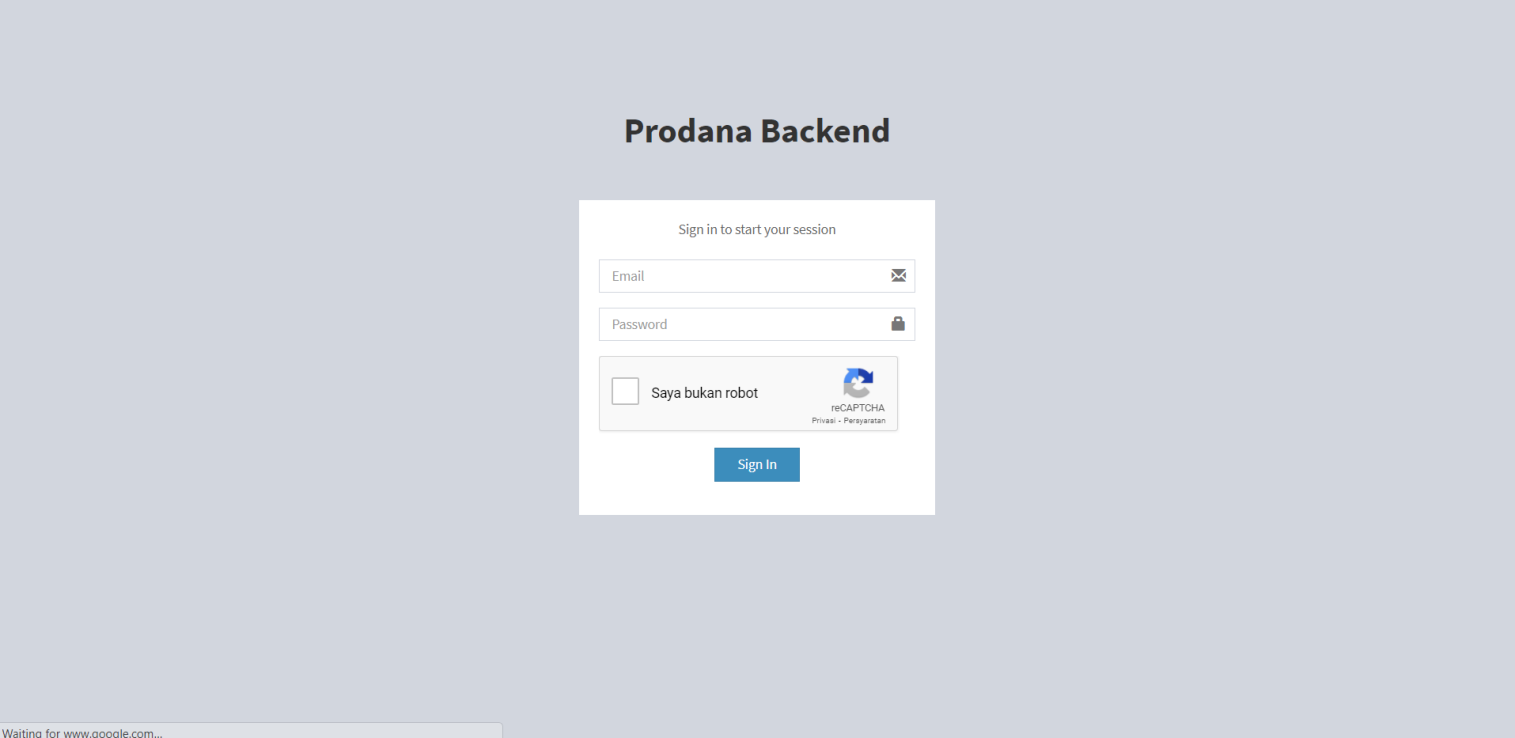 Prodana Backend
Sign in to start your session
Email
Password
Saya bukan robot
reCAPTCHA
Privasi - Persyaratan
Sign In
Waiting for www.google.com...